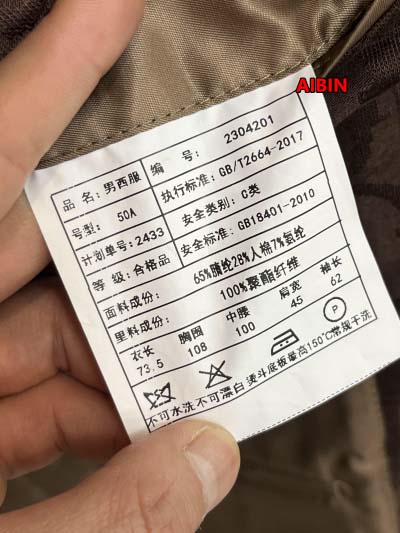 AIBIN
品 名: 男西服 编 号: 2304201
号型: 50A 执行标准: GB/T2664-2017
计划单号: 2433 安全类别: C类
等 级: 合格品 安全标准: GB18401-2010
面料成份: 65%腈纶28%人棉7%氨纶
里料成份: 100%聚酯纤维
衣长 胸围 中腰 肩宽 袖长
73.5 108 100 45 62
P
不可水洗不可漂白 熨斗底板最高150℃常规干洗